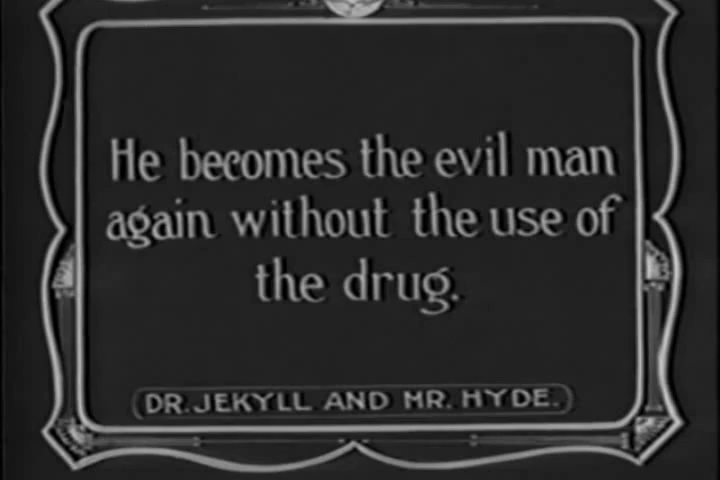 He becomes the evil man
again without the use of
the drug.
DR. JEKYLL AND MR. HYDE.